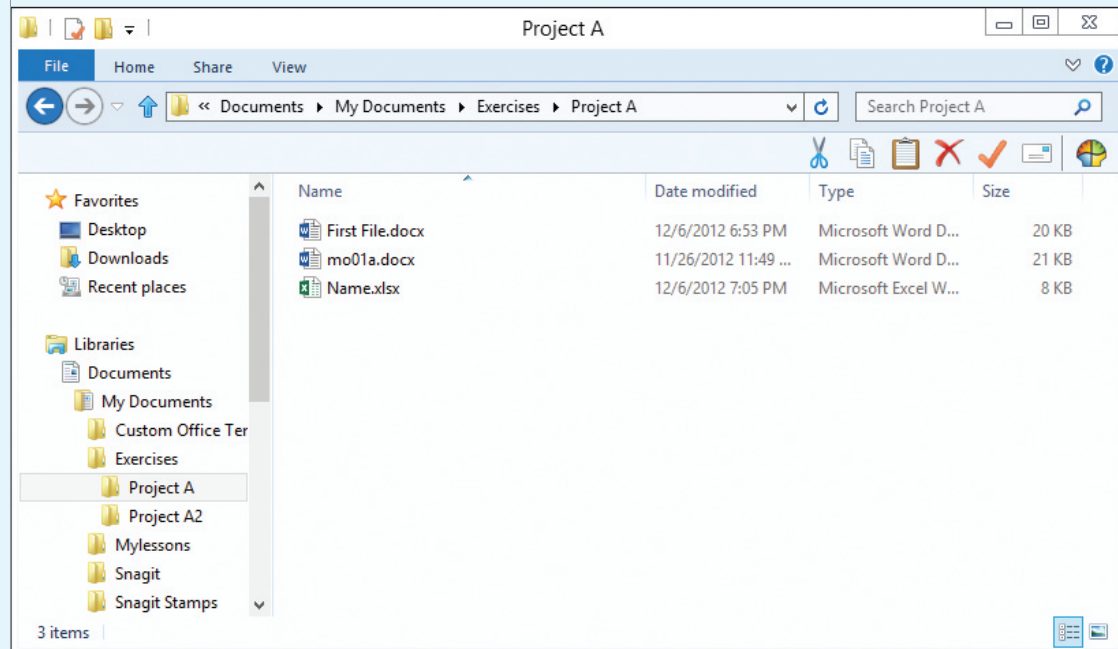 Project A
File Home Share View
« Documents ▸ My Documents ▸ Exercises ▸ Project A
Search Project A
Favorites
Desktop
Downloads
Recent places
Libraries
Documents
My Documents
Custom Office Ter
Exercises
Project A
Project A2
Mylessons
Snagit
Snagit Stamps
Name Date modified Type Size
First File.docx 12/6/2012 6:53 PM Microsoft Word D... 20 KB
mo01a.docx 11/26/2012 11:49 ... Microsoft Word D... 21 KB
Name.xlsx 12/6/2012 7:05 PM Microsoft Excel W... 8 KB
3 items